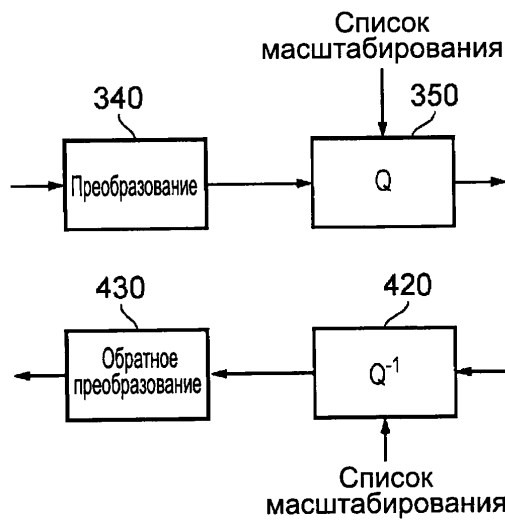 Список
масштабирования
340
350
Преобразование
Q
430
420
Обратное
преобразование
Q⁻¹
Список
масштабирования